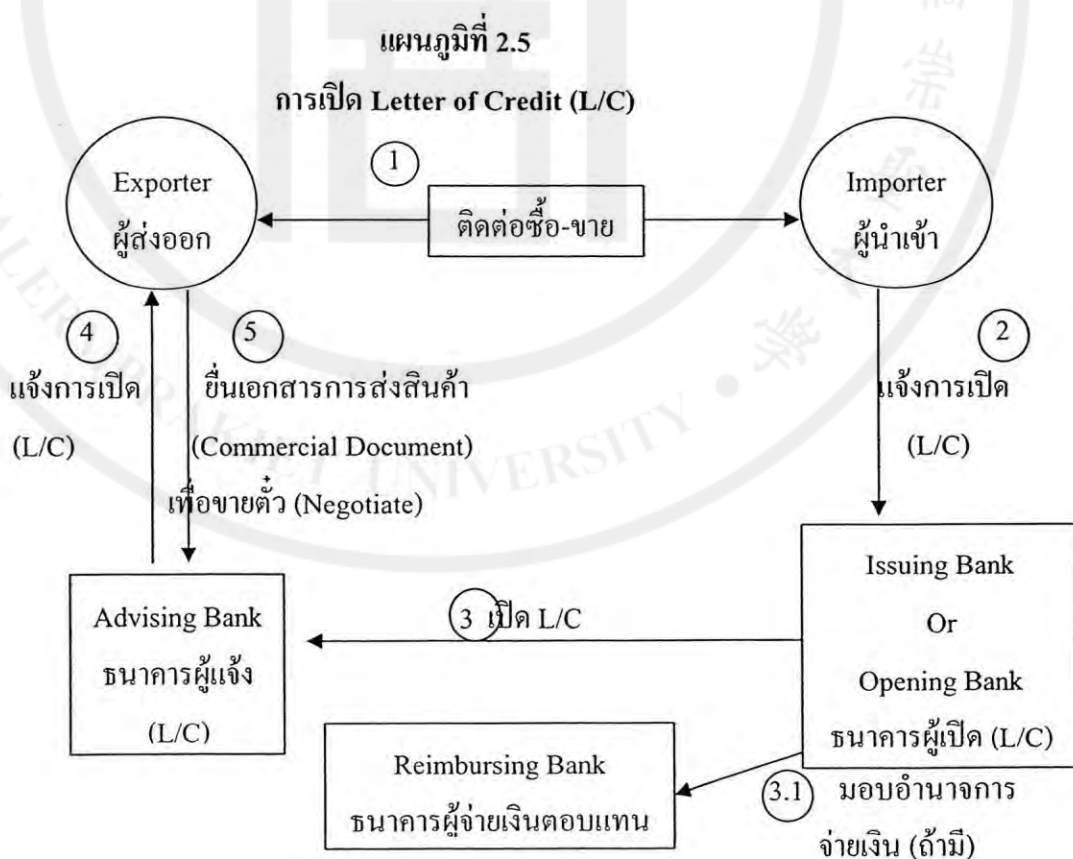 แผนภูมิที่ 2.5
การเปิด Letter of Credit (L/C)
1
Exporter
ผู้ส่งออก
ติดต่อซื้อ-ขาย
Importer
ผู้นำเข้า
4
แจ้งการเปิด
(L/C)
5
ยื่นเอกสารการส่งสินค้า
(Commercial Document)
เพื่อขายตั๋ว (Negotiate)
2
แจ้งการเปิด
(L/C)
Advising Bank
ธนาคารผู้แจ้ง
(L/C)
3 เปิด L/C
Issuing Bank
Or
Opening Bank
ธนาคารผู้เปิด (L/C)
Reimbursing Bank
ธนาคารผู้จ่ายเงินตอบแทน
3.1 มอบอำนาจการ
จ่ายเงิน (ถ้ามี)
UNIVERSITY